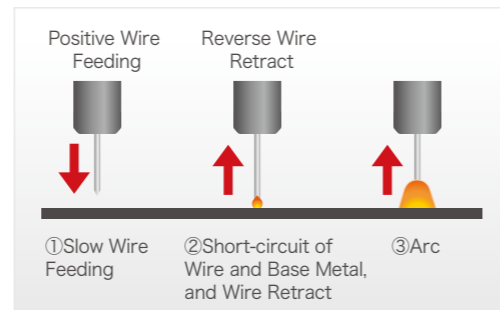 Positive Wire
Feeding
Reverse Wire
Retract
①Slow Wire
Feeding
②Short-circuit of
Wire and Base Metal,
and Wire Retract
③Arc